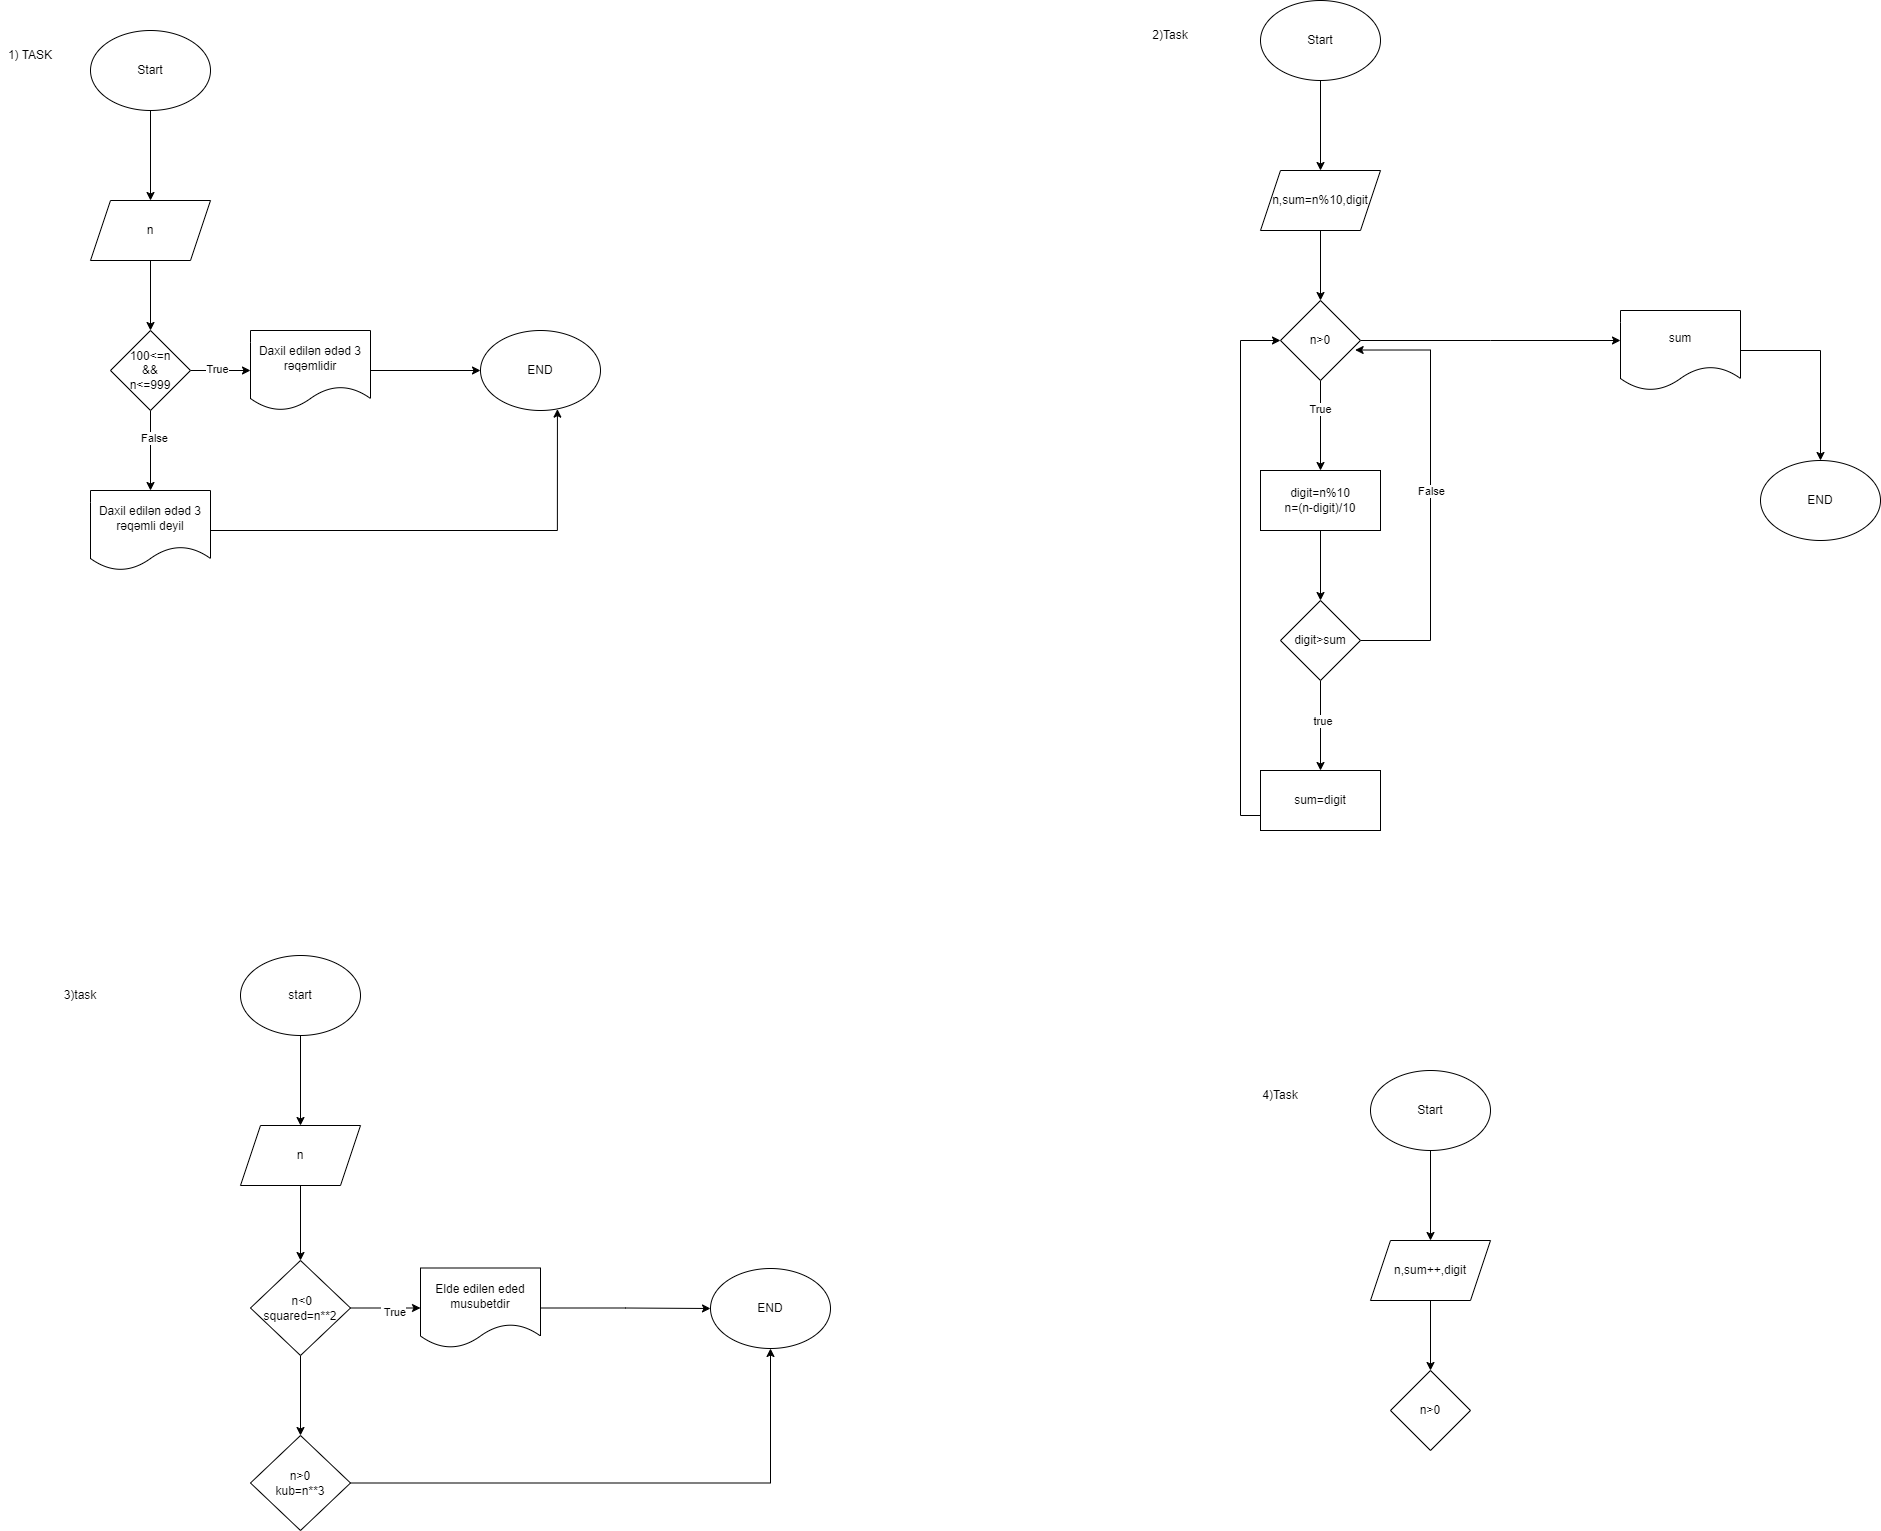 1) TASK
Start
n
100<=n
&&
n<=999
True
Daxil edilən ədəd 3
rəqəmlidir
END
False
Daxil edilən ədəd 3
rəqəmli deyil
2)Task
Start
n,sum=n%10,digit
n>0
sum
END
True
digit=n%10
n=(n-digit)/10
False
digit>sum
true
sum=digit
3)task
start
n
n<0
squared=n**2
True
Elde edilen eded
musubetdir
END
n>0
kub=n**3
4)Task
Start
n,sum++,digit
n>0